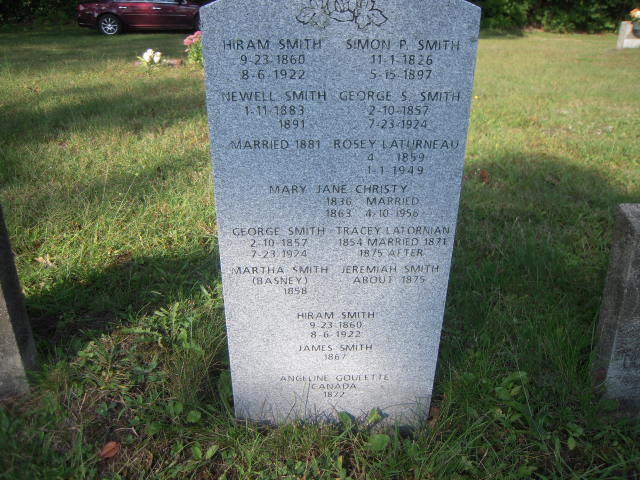 HIRAM SMITH SIMON P. SMITH
9-23-1860 11-1-1826
8-6-1922 5-15-1897
NEWELL SMITH GEORGE S. SMITH
1-11-1883 2-10-1857
1891 7-23-1924
MARRIED 1881 ROSEY LATURNEAU
4 1859
1-1-1949
MARY JANE CHRISTY
1836 MARRIED
1863 4-10-1956
GEORGE SMITH TRACEY LATORNIAN
2-10-1857 1854 MARRIED 1871
7-23-1924 1875 AFTER
MARTHA SMITH JEREMIAH SMITH
(BASNEY) ABOUT 1875
1858
HIRAM SMITH
9-23-1860
8-6-1922
JAMES SMITH
1867
ANGELINE GOULETTE
CANADA
1822